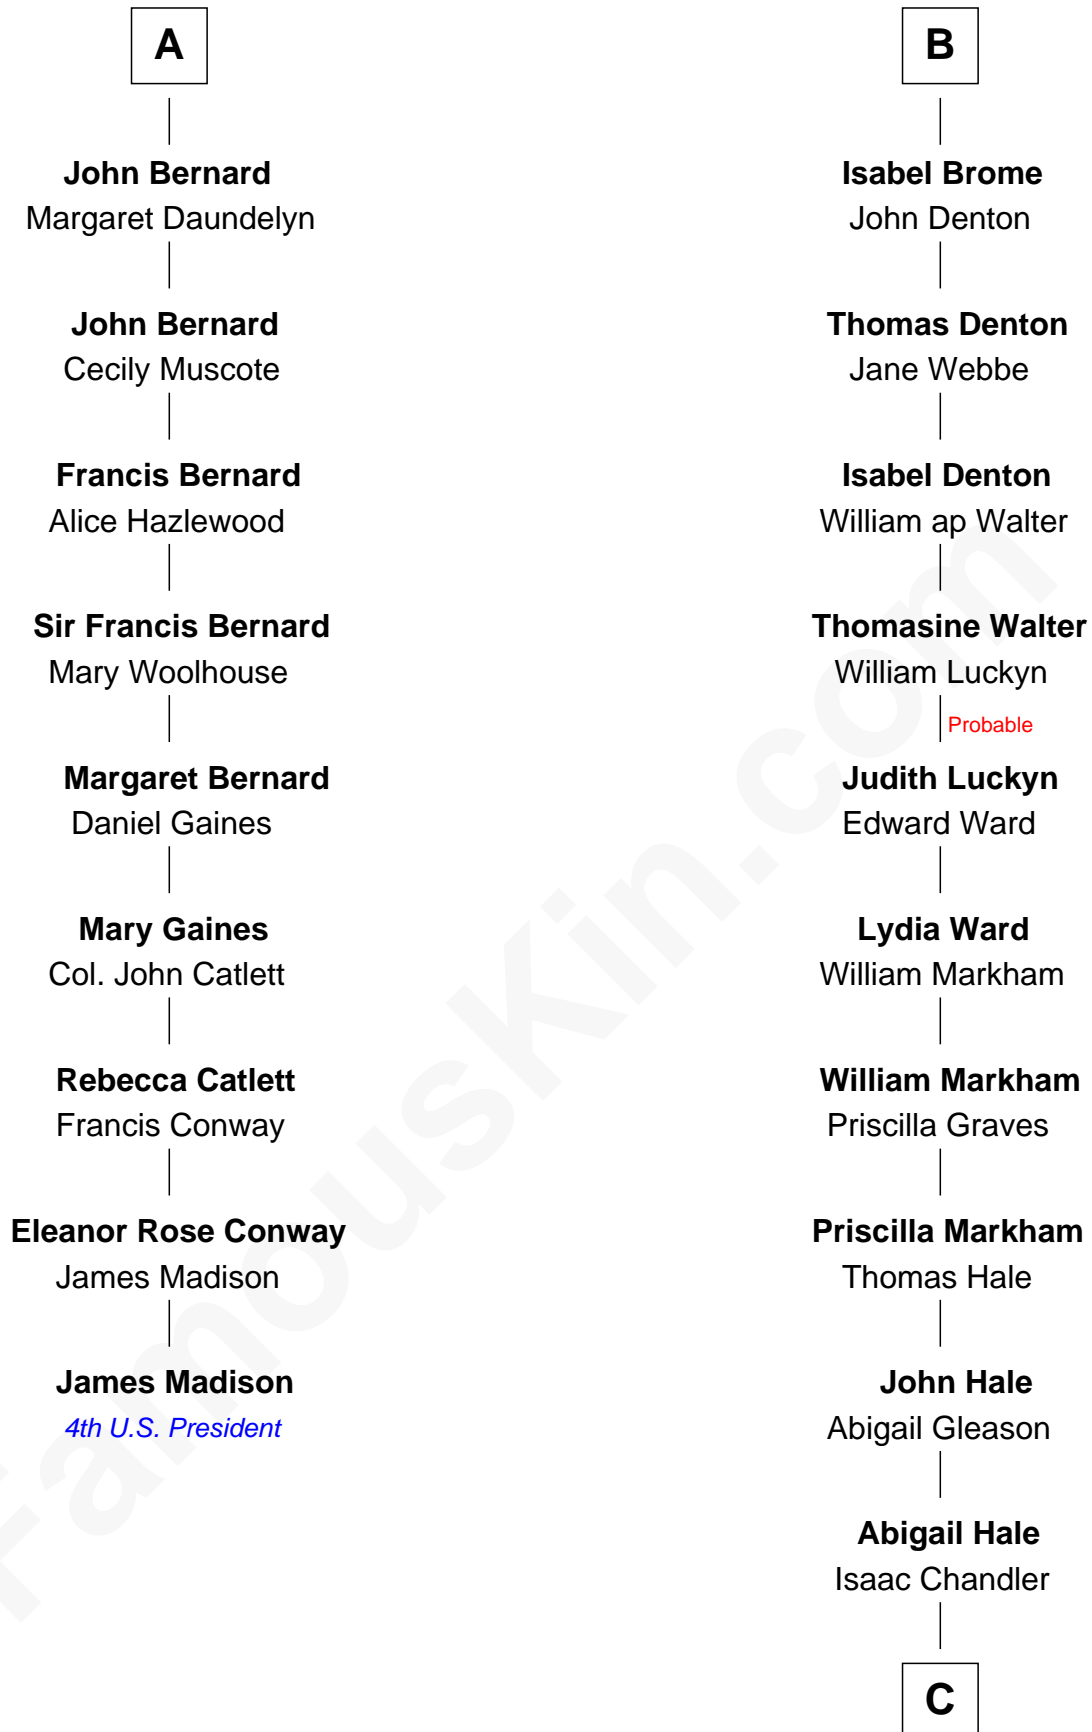 A
John Bernard
Margaret Daundelyn
John Bernard
Cecily Muscote
Francis Bernard
Alice Hazlewood
Sir Francis Bernard
Mary Woolhouse
Margaret Bernard
Daniel Gaines
Mary Gaines
Col. John Catlett
Rebecca Catlett
Francis Conway
Eleanor Rose Conway
James Madison
James Madison
4th U.S. President
B
Isabel Brome
John Denton
Thomas Denton
Jane Webbe
Isabel Denton
William ap Walter
Thomasine Walter
William Luckyn
Probable
Judith Luckyn
Edward Ward
Lydia Ward
William Markham
William Markham
Priscilla Graves
Priscilla Markham
Thomas Hale
John Hale
Abigail Gleason
Abigail Hale
Isaac Chandler
C
FamousKin.com